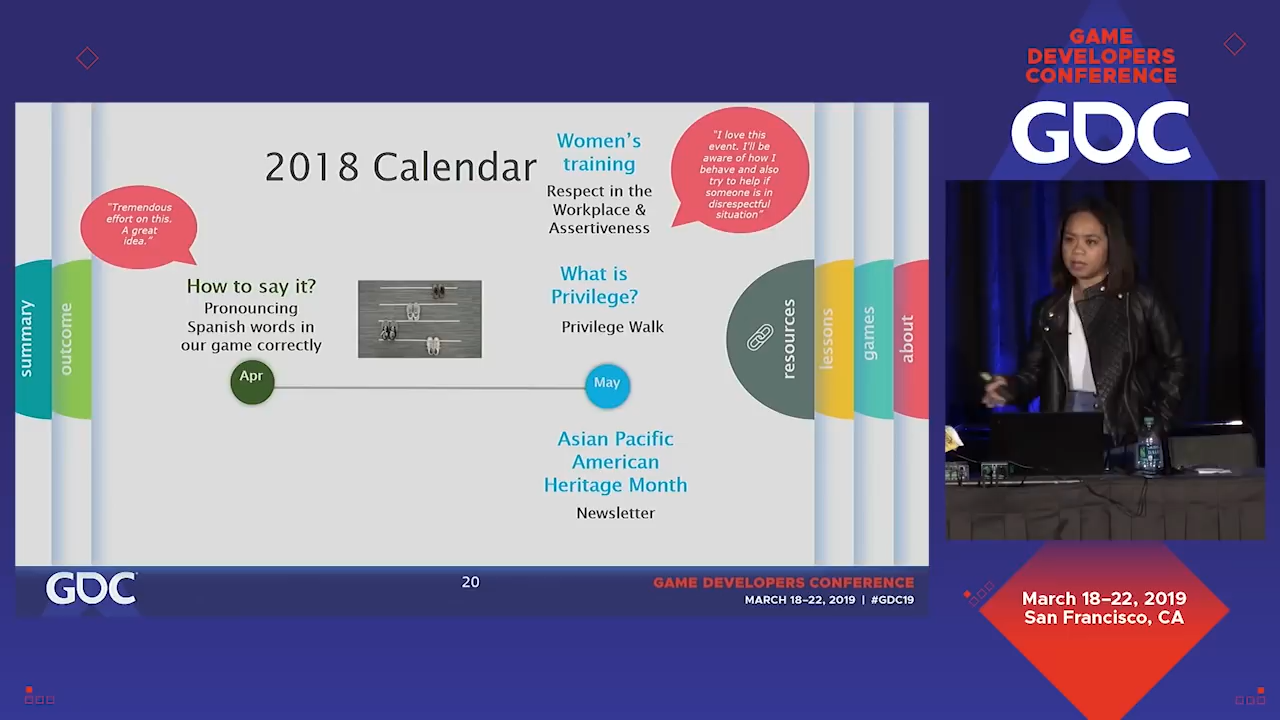 GAME
DEVELOPERS
CONFERENCE
GDC
2018 Calendar
"Tremendous
effort on this.
A great
idea."
How to say it?
Pronouncing
Spanish words in
our game correctly
Apr
Women's
training
Respect in the
Workplace &
Assertiveness
"I love this
event. I'll be
aware of how I
behave and also
try to help if
someone is in
disrespectful
situation"
What is
Privilege?
Privilege Walk
May
Asian Pacific
American
Heritage Month
Newsletter
summary
outcome
resources
lessons
games
about
GDC
20
GAME DEVELOPERS CONFERENCE
MARCH 18–22, 2019 | #GDC19
March 18–22, 2019
San Francisco, CA